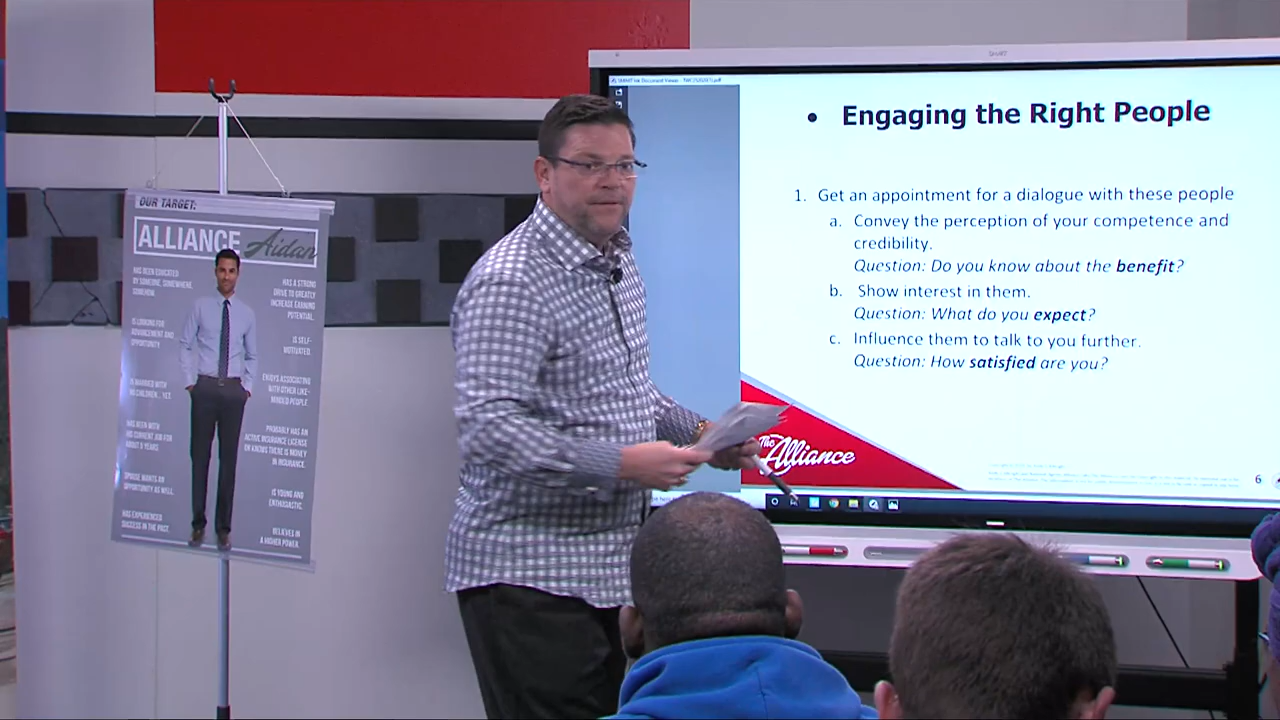 OUR TARGET:
ALLIANCE Aidan
HAS BEEN EDUCATED
BY SOMEONE, SOMEWHERE,
SOMEHOW.
IS LOOKING FOR
ADVANCEMENT AND
OPPORTUNITY.
IS MARRIED WITH
NO CHILDREN... YET.
HAS BEEN WITH
HIS CURRENT JOB FOR
ABOUT 5 YEARS.
SPOUSE WANTS AN
OPPORTUNITY AS WELL.
HAS EXPERIENCED
SUCCESS IN THE PAST.
HAS A STRONG
DRIVE TO GREATLY
INCREASE EARNING
POTENTIAL.
IS SELF-
MOTIVATED.
ENJOYS ASSOCIATING
WITH OTHER LIKE-
MINDED PEOPLE.
PROBABLY HAS AN
ACTIVE INSURANCE LICENSE
OR KNOWS THERE IS MONEY
IN INSURANCE.
IS YOUNG AND
ENTHUSIASTIC.
BELIEVES IN
A HIGHER POWER.
SMART
• Engaging the Right People
1. Get an appointment for a dialogue with these people
a. Convey the perception of your competence and
credibility.
Question: Do you know about the benefit?
b. Show interest in them.
Question: What do you expect?
c. Influence them to talk to you further.
Question: How satisfied are you?
The Alliance
6